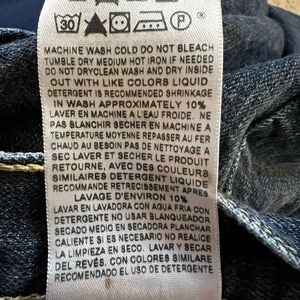 30 P
MACHINE WASH COLD DO NOT BLEACH
TUMBLE DRY MEDIUM HOT IRON IF NEEDED
DO NOT DRYCLEAN WASH AND DRY INSIDE
OUT WITH LIKE COLORS LIQUID
DETERGENT IS RECOMMENDED SHRINKAGE
IN WASH APPROXIMATELY 10%
LAVER EN MACHINE A L'EAU FROIDE. NE
PAS BLANCHIR SECHER EN MACHINE A
TEMPERATURE MOYENNE REPASSER AU FER
CHAUD AU BESOIN PAS DE NETTOYAGE A
SEC LAVER ET SECHER LE PRODUIT
RETOURNE, AVEC DES COULEURS
SIMILAIRES DETERGENT LIQUIDE
RECOMMANDE RETRECISSEMENT APRES
LAVAGE D'ENVIRON 10%
LAVAR EN LAVADORA CON AGUA FRIA CON
DETERGENTE NO USAR BLANQUEADOR
SECADO MEDIO EN SECADORA PLANCHAR
CALIENTE SI ES NECESARIO NO
LIMPIEZA EN SECO. LAVAR Y SECAR
DEL REVÉS. CON COLORES SIMILARES
RECOMENDADO EL USO DE DETERGENTE